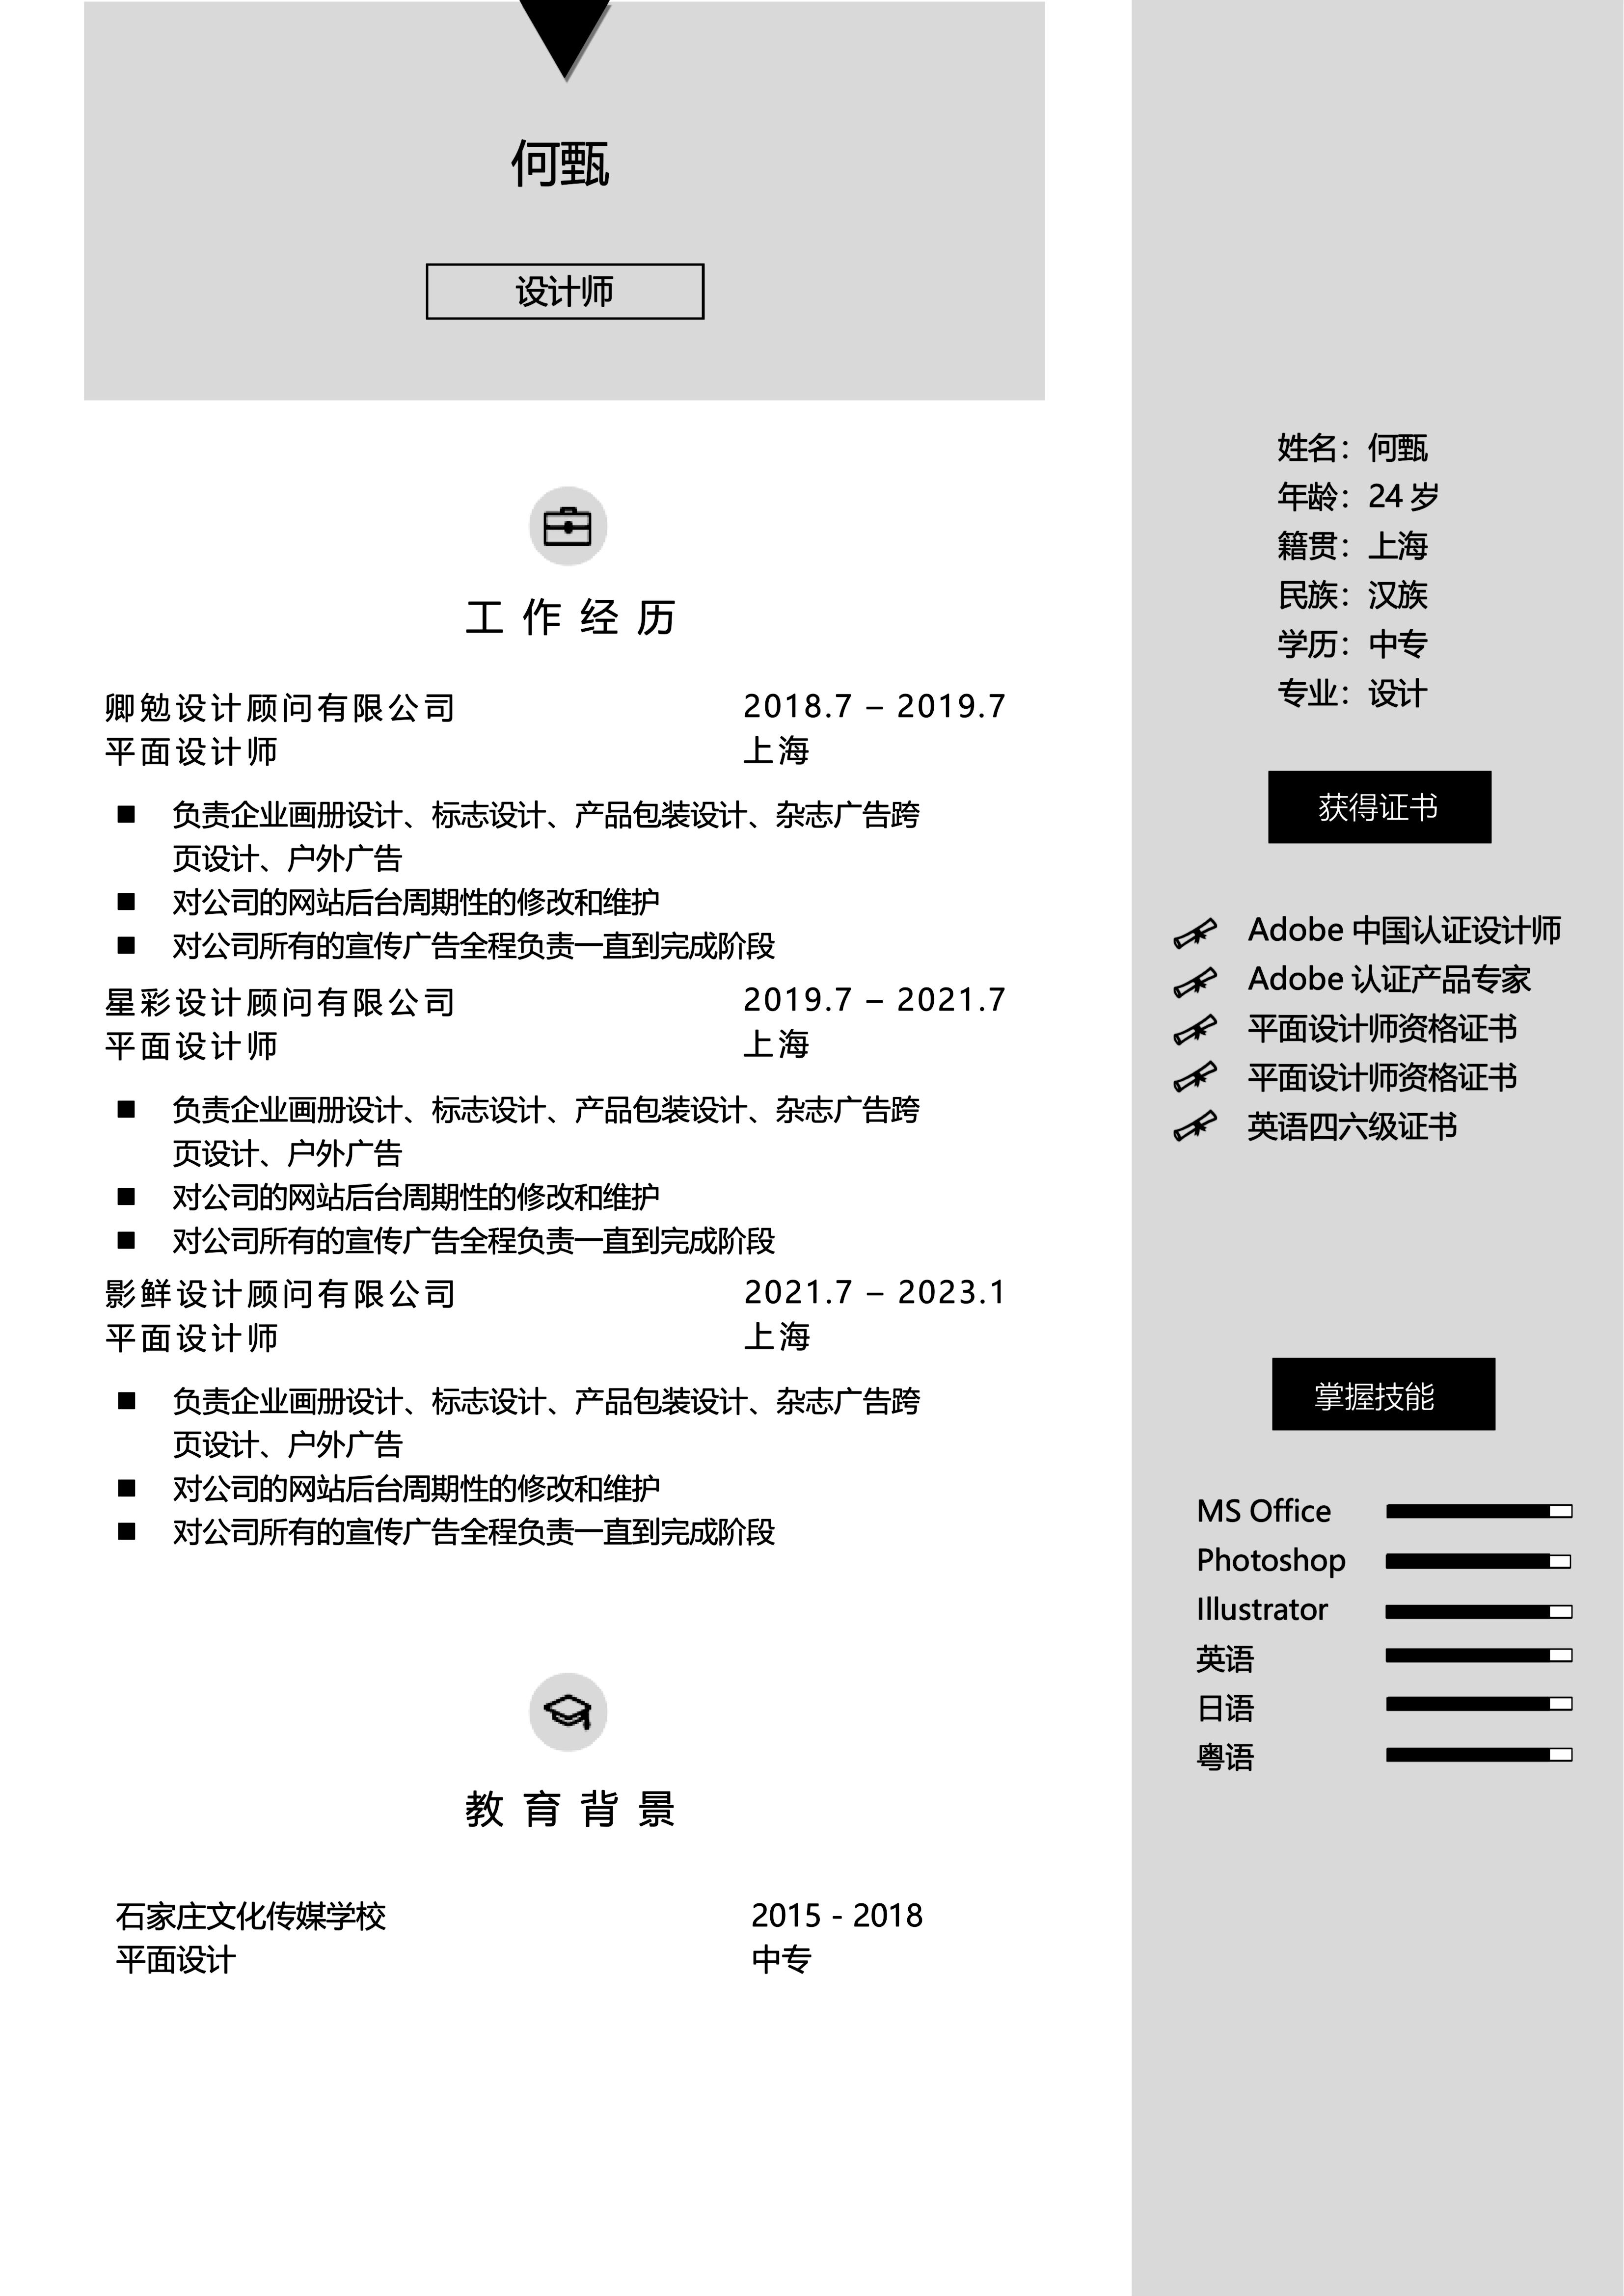 何甄
设计师
工作经历
卿勉设计顾问有限公司 2018.7 – 2019.7
平面设计师 上海
■ 负责企业画册设计、标志设计、产品包装设计、杂志广告跨
页设计、户外广告
■ 对公司的网站后台周期性的修改和维护
■ 对公司所有的宣传广告全程负责一直到完成阶段
星彩设计顾问有限公司 2019.7 – 2021.7
平面设计师 上海
■ 负责企业画册设计、标志设计、产品包装设计、杂志广告跨
页设计、户外广告
■ 对公司的网站后台周期性的修改和维护
■ 对公司所有的宣传广告全程负责一直到完成阶段
影鲜设计顾问有限公司 2021.7 – 2023.1
平面设计师 上海
■ 负责企业画册设计、标志设计、产品包装设计、杂志广告跨
页设计、户外广告
■ 对公司的网站后台周期性的修改和维护
■ 对公司所有的宣传广告全程负责一直到完成阶段
教育背景
石家庄文化传媒学校 2015 - 2018
平面设计 中专
姓名：何甄
年龄：24 岁
籍贯：上海
民族：汉族
学历：中专
专业：设计
获得证书
Adobe 中国认证设计师
Adobe 认证产品专家
平面设计师资格证书
平面设计师资格证书
英语四六级证书
掌握技能
MS Office
Photoshop
Illustrator
英语
日语
粤语